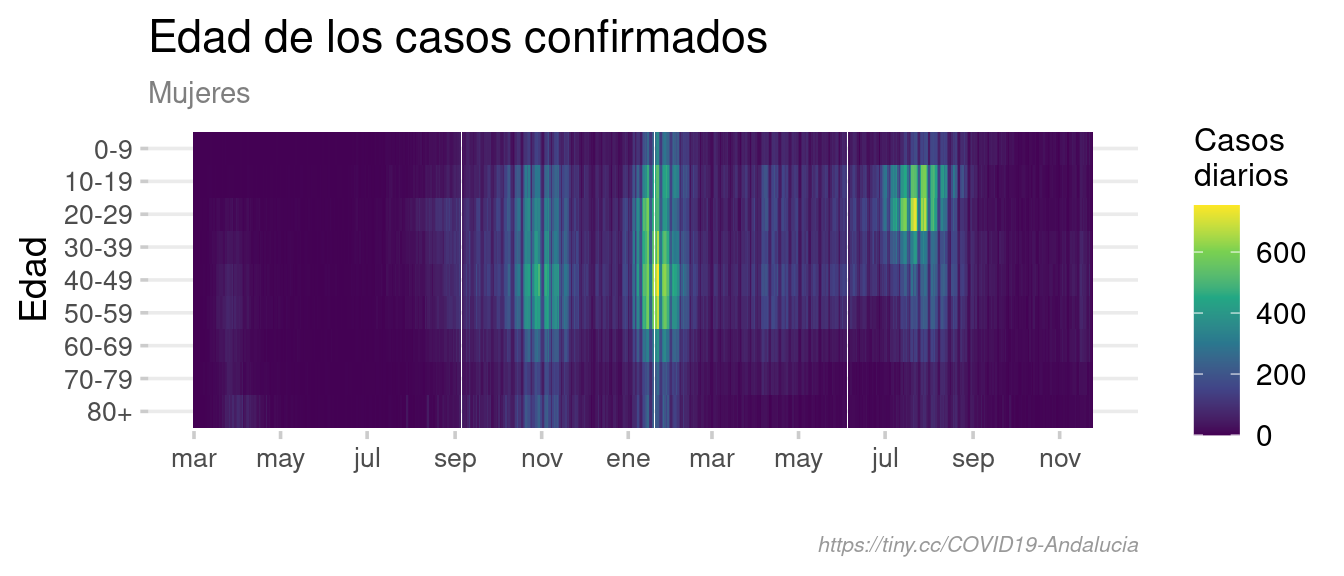 Edad de los casos confirmados
Mujeres
Edad
0-9
10-19
20-29
30-39
40-49
50-59
60-69
70-79
80+
mar may jul sep nov ene mar may jul sep nov
Casos
diarios
600
400
200
0
https://tiny.cc/COVID19-Andalucia